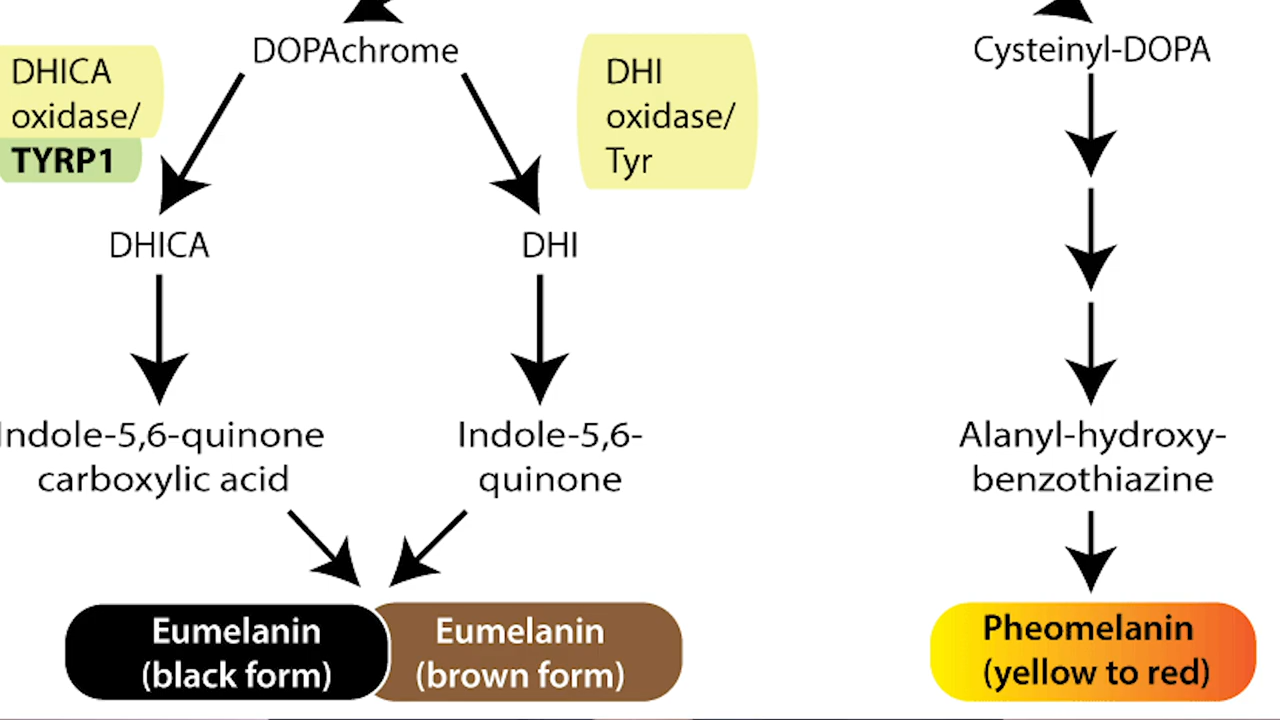 DOPAchrome
Cysteinyl-DOPA
DHICA
oxidase/
TYRP1
DHI
oxidase/
Tyr
DHICA
DHI
Indole-5,6-quinone
carboxylic acid
Indole-5,6-
quinone
Alanyl-hydroxy-
benzothiazine
Eumelanin
(black form)
Eumelanin
(brown form)
Pheomelanin
(yellow to red)